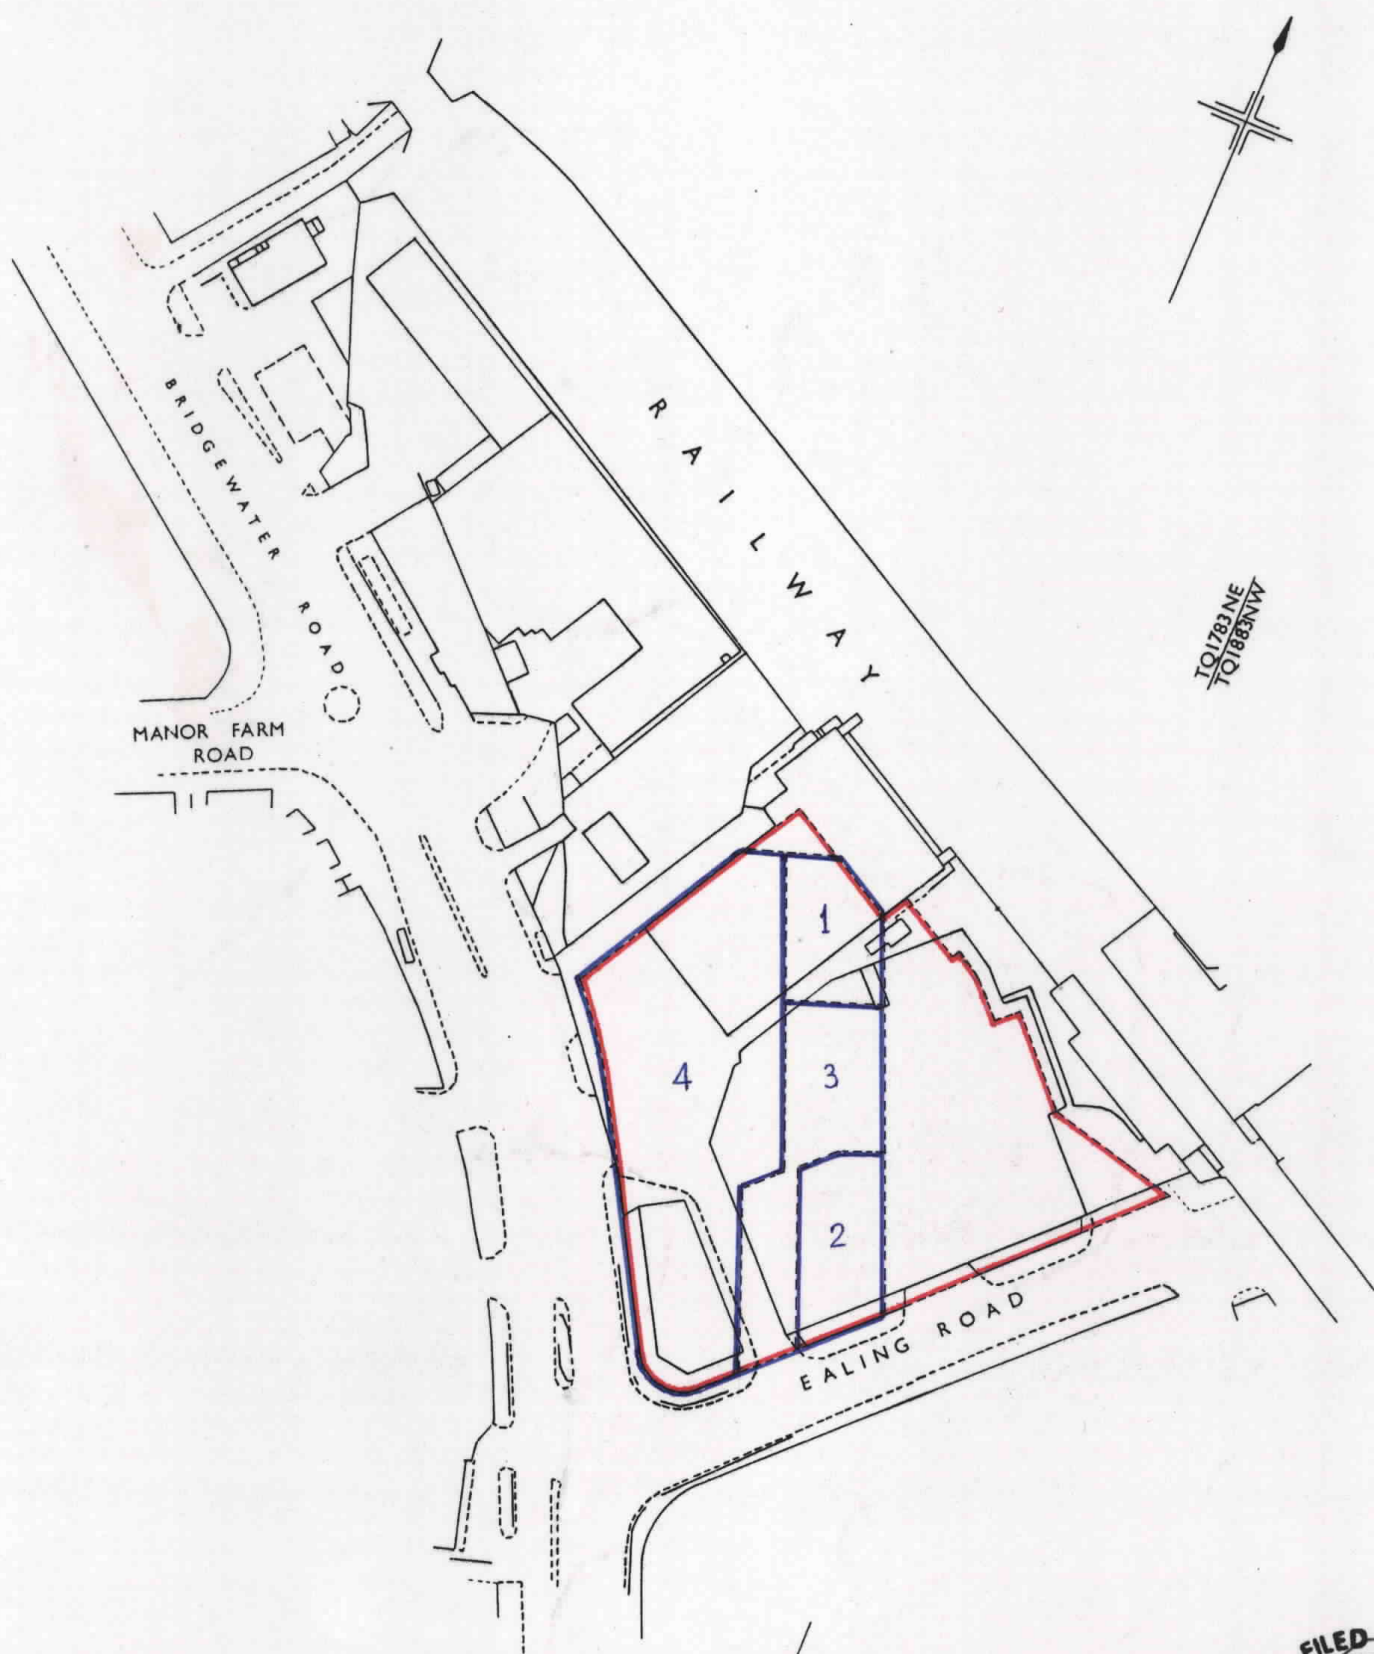 BRIDGEWATER ROAD
RAILWAY
TQ1783NE
TQ1883NW
MANOR FARM
ROAD
1
4
3
2
EALING ROAD
FILED